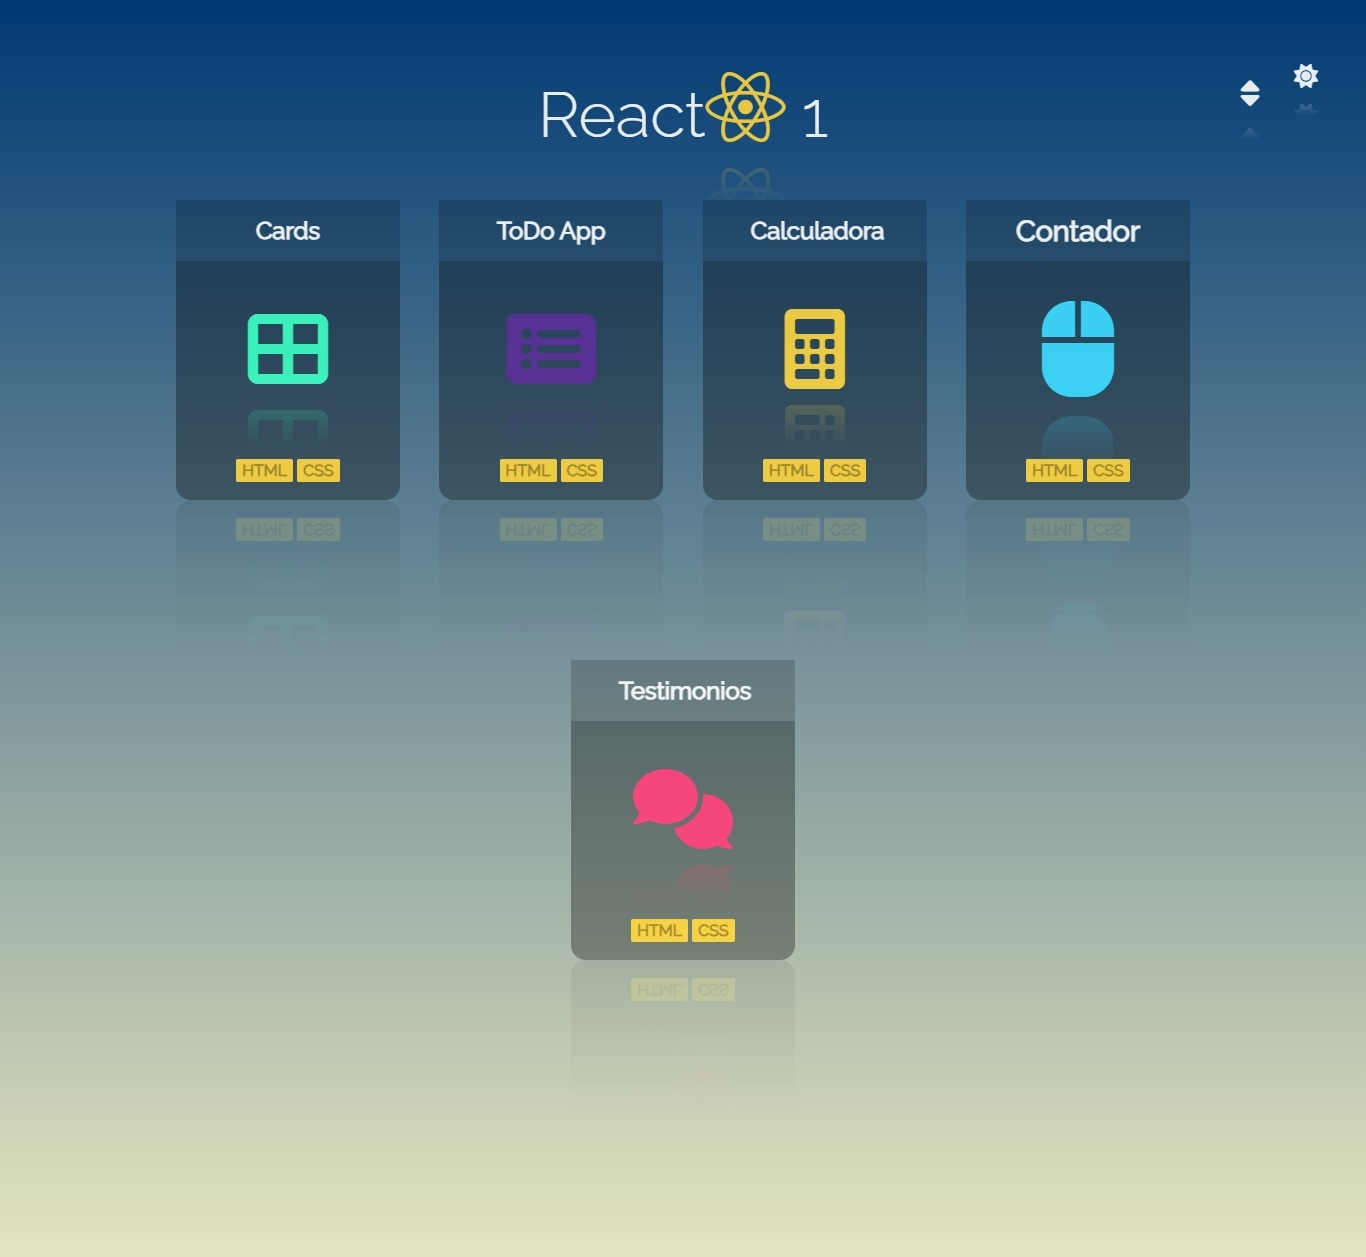 React 1
Cards
ToDo App
Calculadora
Contador
HTML CSS
HTML CSS
HTML CSS
HTML CSS
Testimonios
HTML CSS